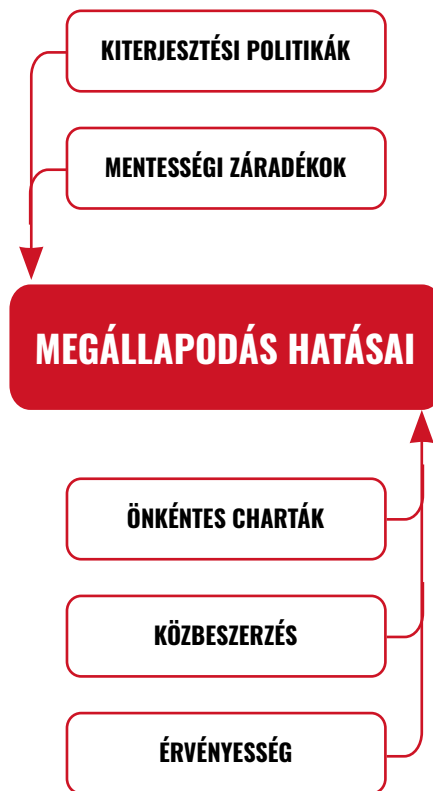 KITERJESZTÉSI POLITIKÁK
MENTESSÉGI ZÁRADÉKOK
MEGÁLLAPODÁS HATÁSAI
ÖNKÉNTES CHARTÁK
KÖZBESZERZÉS
ÉRVÉNYESSÉG